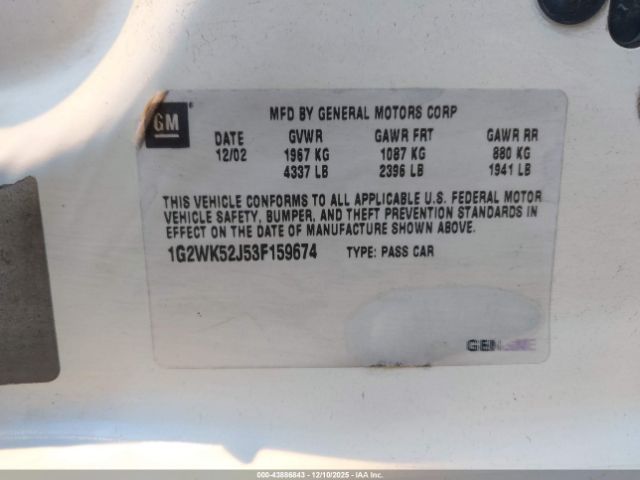 GM
MFD BY GENERAL MOTORS CORP
DATE GVWR GAWR FRT GAWR RR
12/02 1967 KG 1087 KG 880 KG
4337 LB 2396 LB 1941 LB
THIS VEHICLE CONFORMS TO ALL APPLICABLE U.S. FEDERAL MOTOR
VEHICLE SAFETY, BUMPER, AND THEFT PREVENTION STANDARDS IN
EFFECT ON THE DATE OF MANUFACTURE SHOWN ABOVE.
1G2WK52J53F159674 TYPE: PASS CAR
000-43886843 - 12/10/2025 - IAA, Inc.